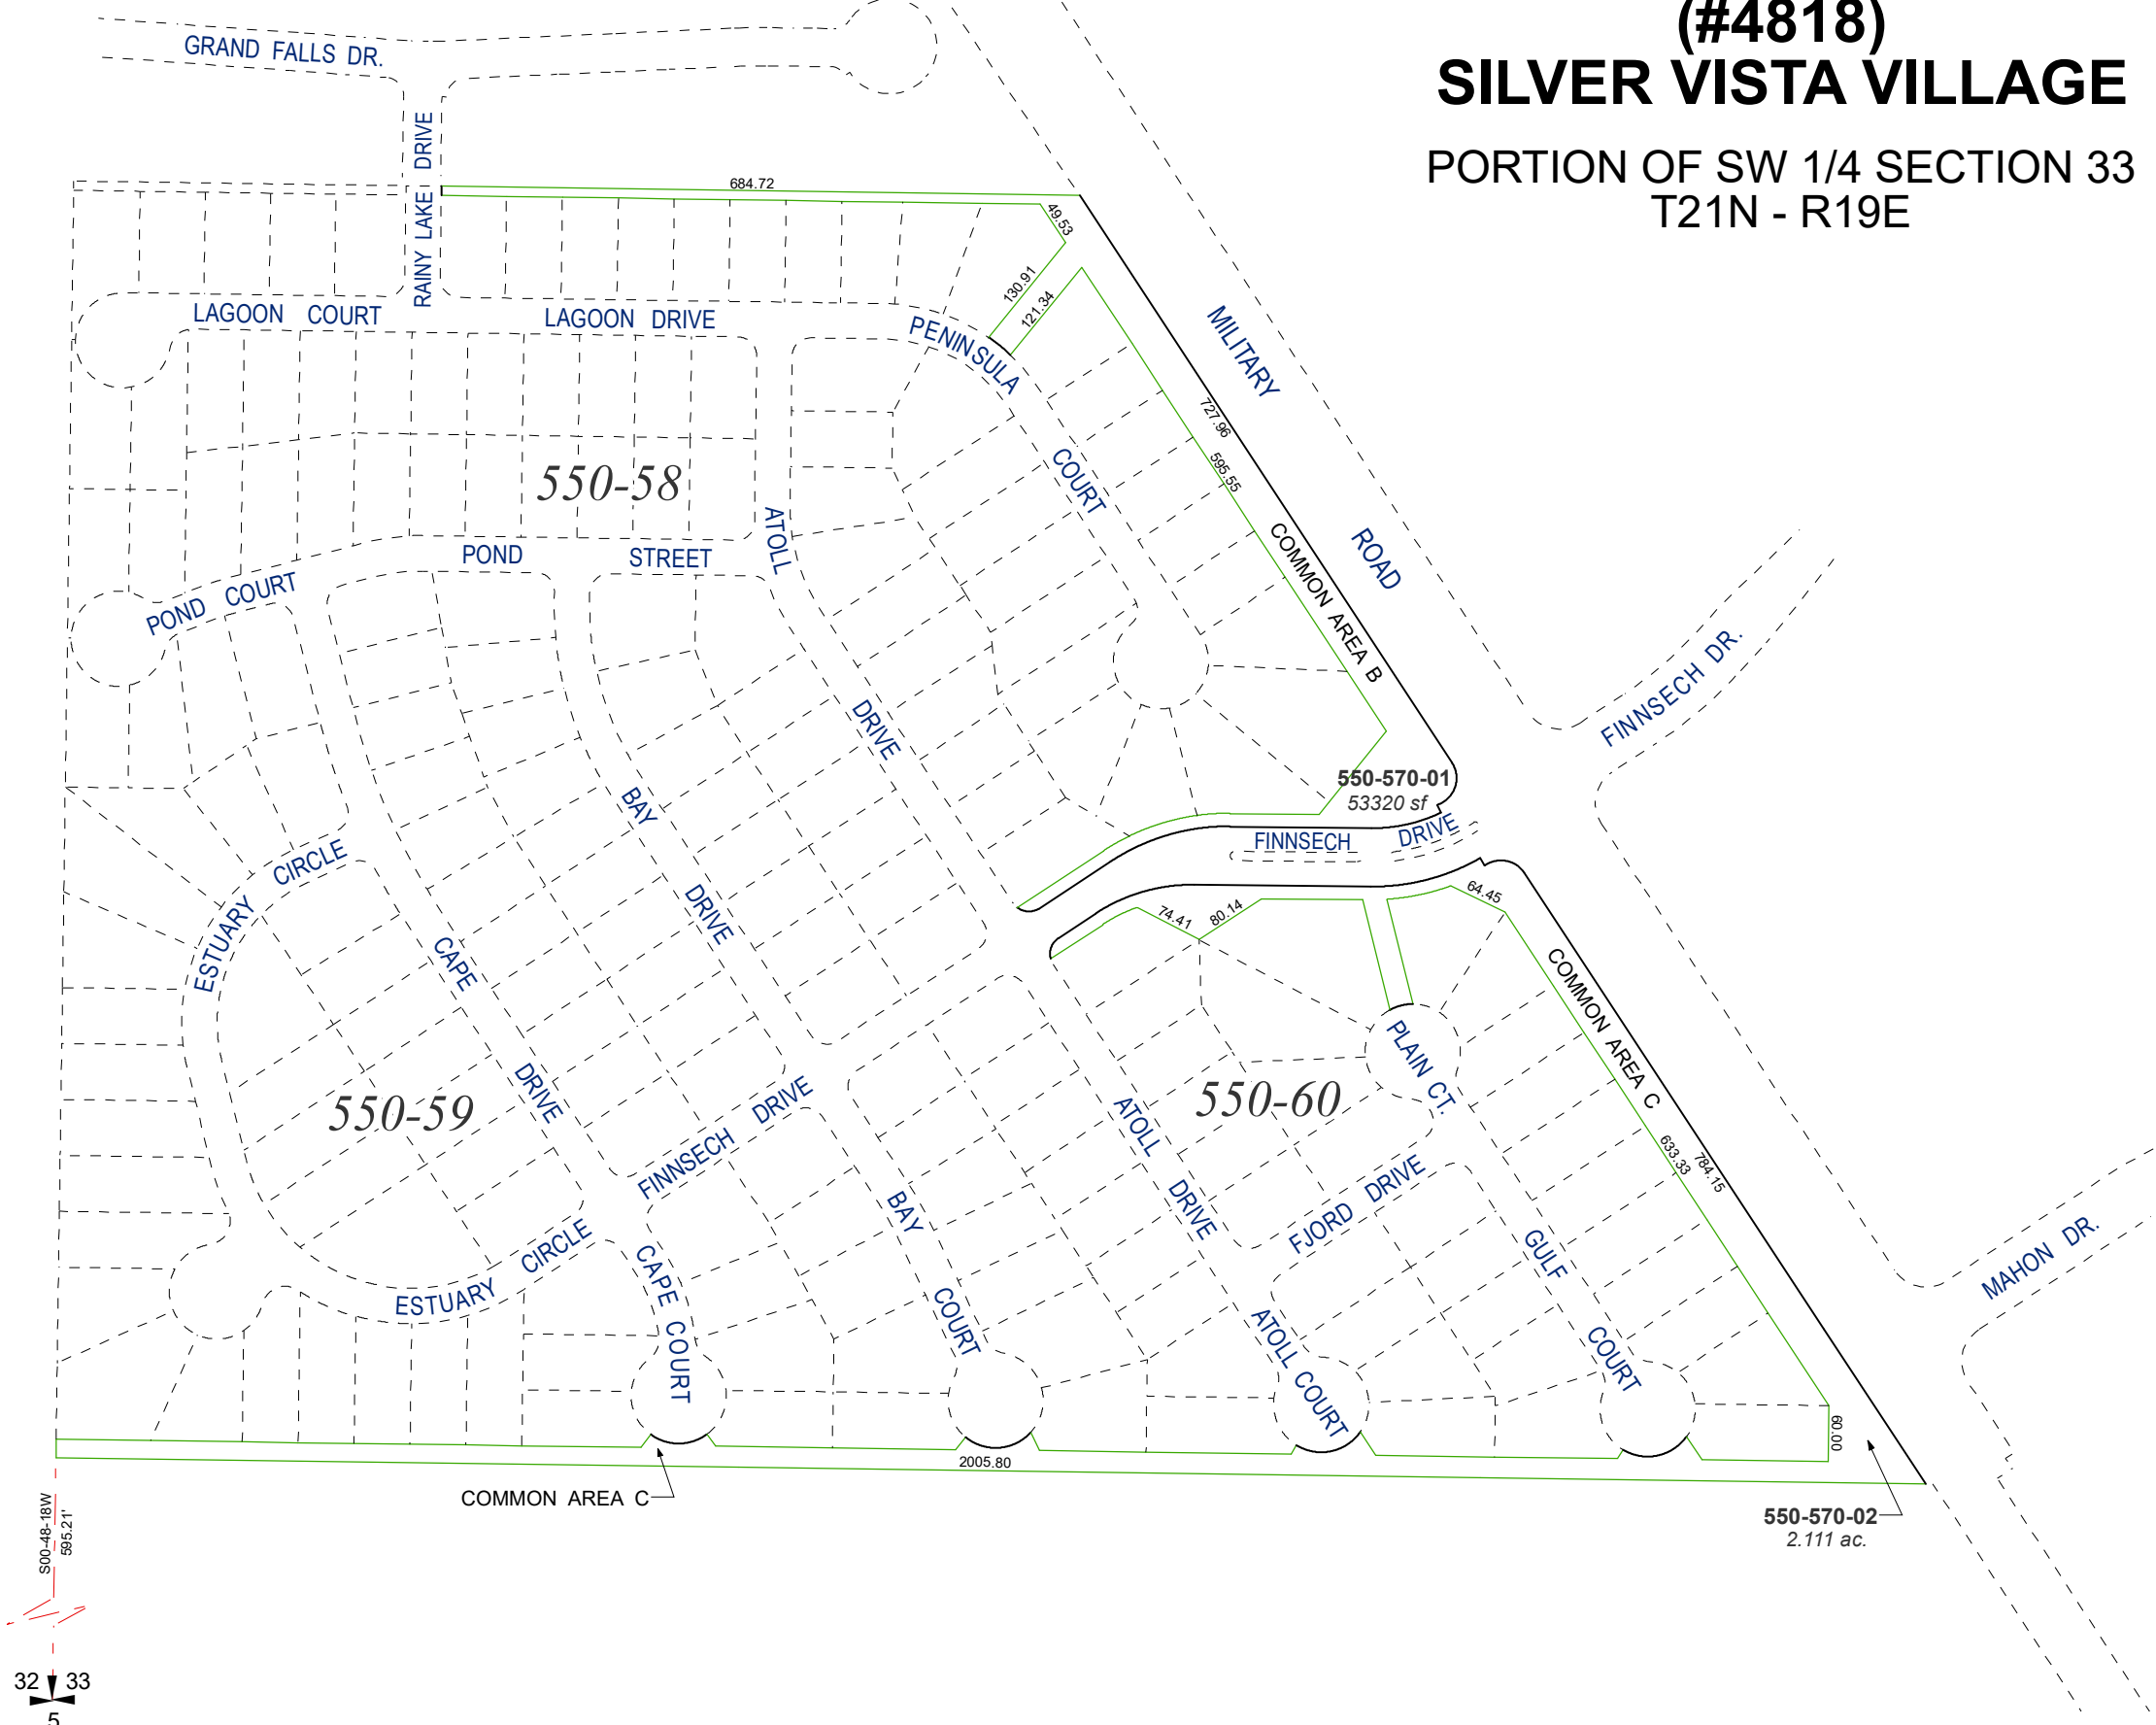 (#4818)
SILVER VISTA VILLAGE
PORTION OF SW 1/4 SECTION 33
T21N - R19E
GRAND FALLS DR.
RAINY LAKE DRIVE
684.72
49.53
130.91
121.34
LAGOON COURT
LAGOON DRIVE
PENINSULA
COURT
MILITARY
ROAD
727.96
595.55
COMMON AREA B
550-58
ATOLL
DRIVE
POND STREET
POND COURT
FINNSECH DR.
550-570-01
53320 sf
FINNSECH DRIVE
BAY
DRIVE
ESTUARY CIRCLE
CAPE
DRIVE
74.41
80.14
64.45
COMMON AREA C
PLAIN CT.
550-59
550-60
FINNSECH DRIVE
ATOLL
DRIVE
633.33
784.15
FJORD DRIVE
BAY
COURT
GULF
COURT
MAHON DR.
ESTUARY CIRCLE
CAPE COURT
ATOLL COURT
60.00
2005.80
COMMON AREA C
550-570-02
2.111 ac.
S00-48-18W
595.21'
32 33
5